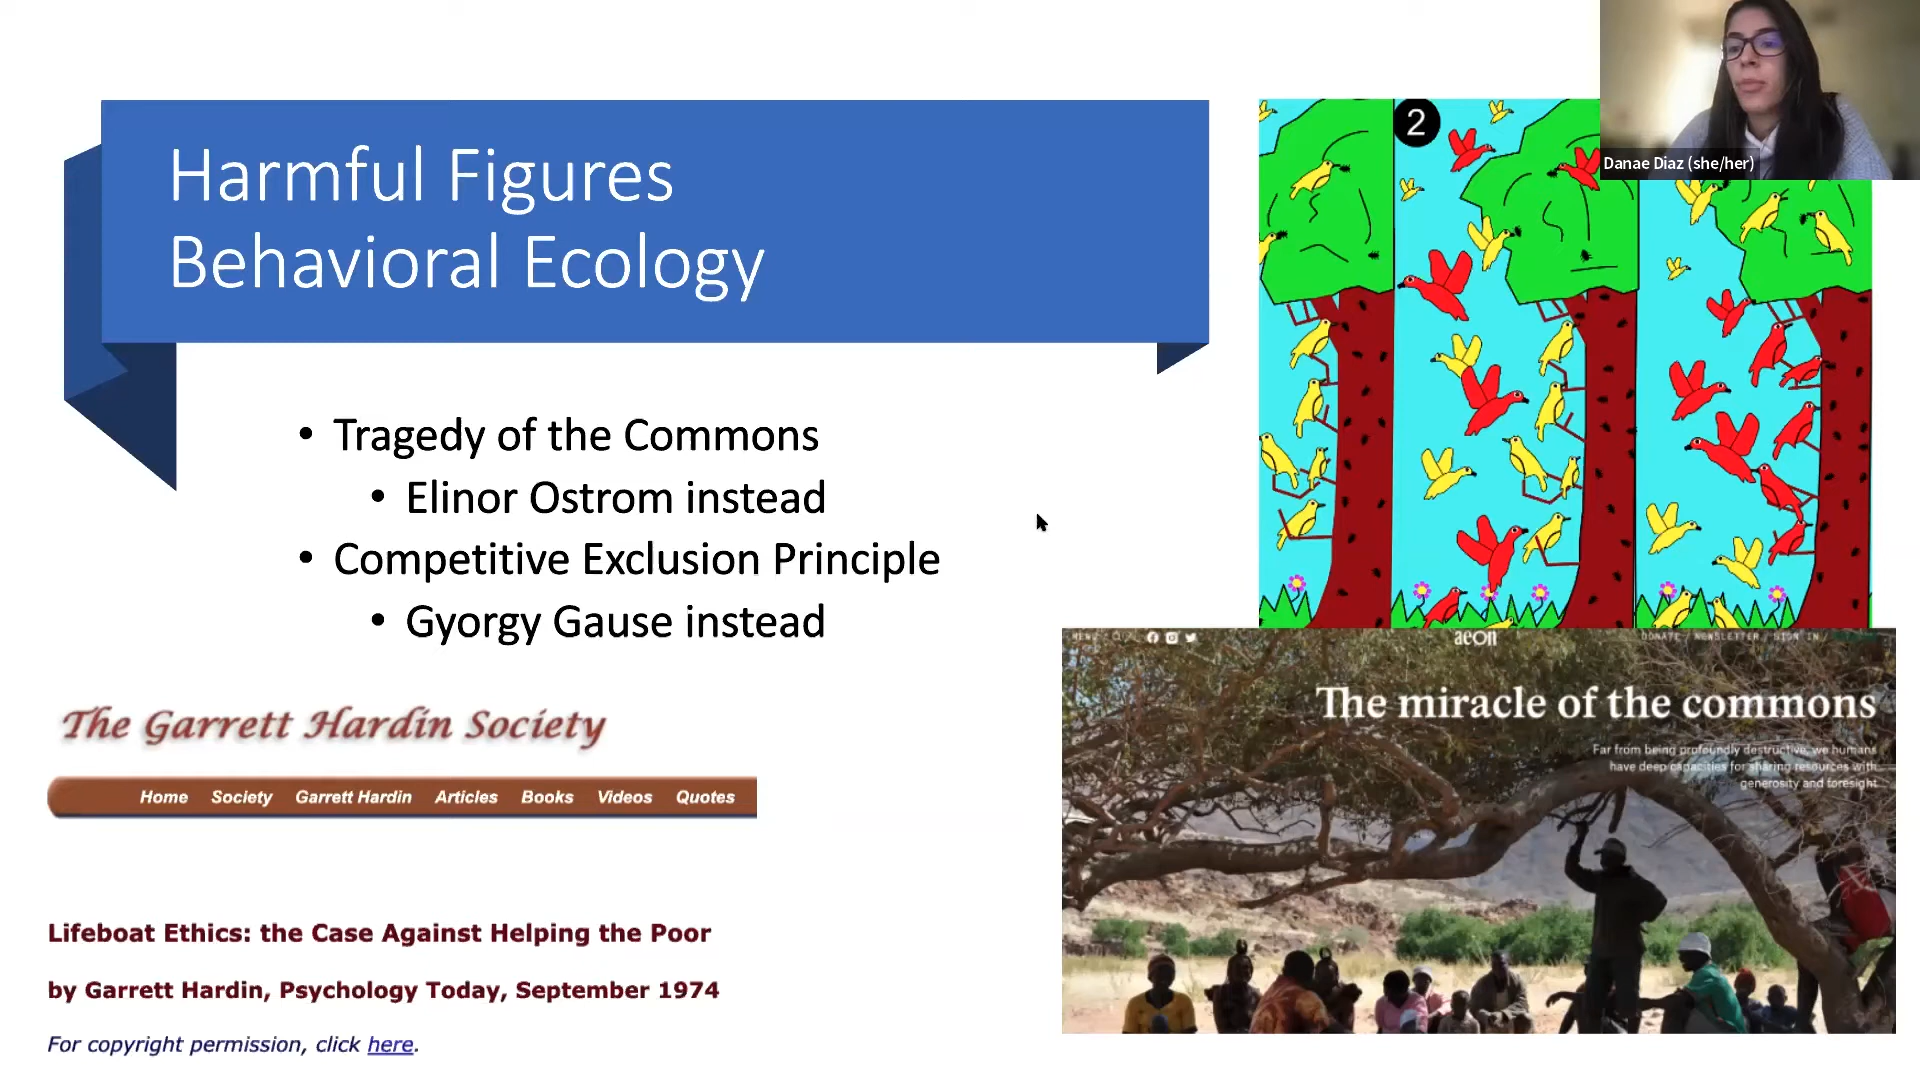 Harmful Figures
Behavioral Ecology
2
Danae Diaz (she/her)
• Tragedy of the Commons
• Elinor Ostrom instead
• Competitive Exclusion Principle
• Gyorgy Gause instead
The Garrett Hardin Society
Home Society Garrett Hardin Articles Books Videos Quotes
Lifeboat Ethics: the Case Against Helping the Poor
by Garrett Hardin, Psychology Today, September 1974
For copyright permission, click here.
aeon
DONATE / NEWSLETTER / SIGN IN /
The miracle of the commons
Far from being profoundly destructive, we humans
have deep capacities for sharing resources with
generosity and foresight